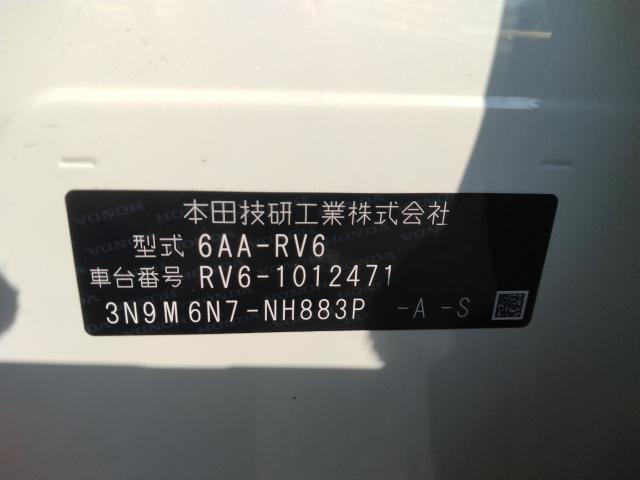 本田技研工業株式会社
型式 6AA-RV6
車台番号 RV6-1012471
3N9M6N7-NH883P -A -S